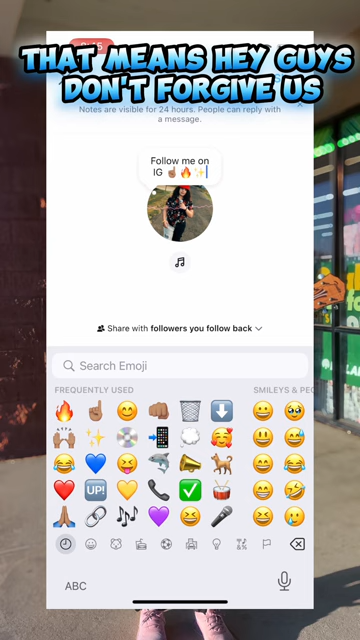 THAT MEANS HEY GUYS
DON'T FORGIVE US
Notes are visible for 24 hours. People can reply with
a message.
Follow me on
IG ☝🏽🔥✨
Share with followers you follow back
Search Emoji
FREQUENTLY USED
SMILEYS & PEO
UP!
ABC